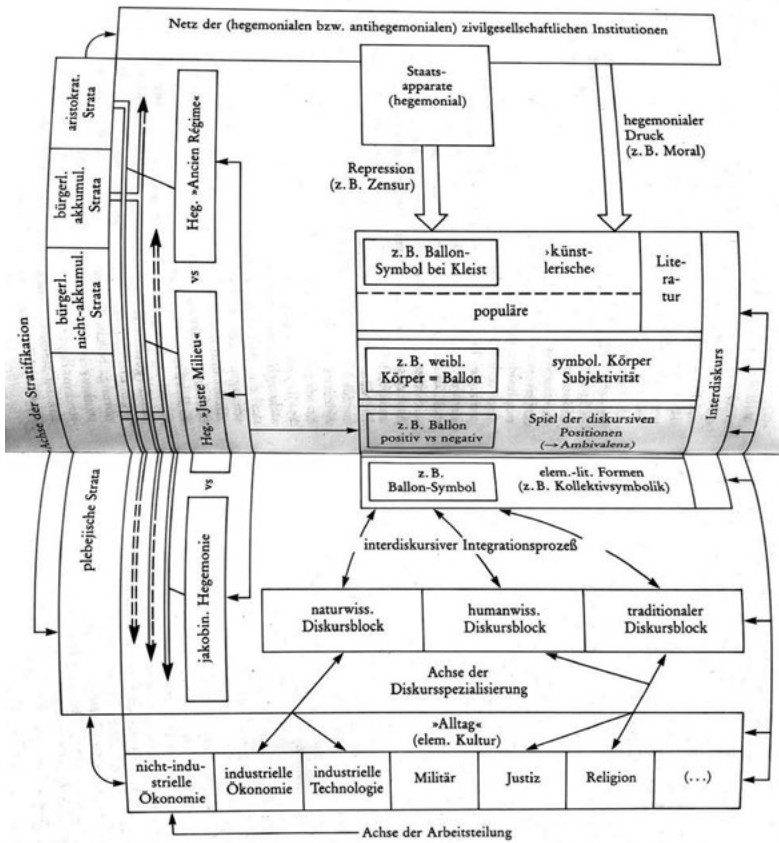 Netz der (hegemonialen bzw. antihegemonialen) zivilgesellschaftlichen Institutionen
Staats-
apparate
(hegemonial)
hegemonialer
Druck
(z. B. Moral)
Repression
(z. B. Zensur)
aristokrat.
Strata
bürgerl.
akkumul.
Strata
bürgerl.
nicht-akkumul.
Strata
plebejische Strata
Achse der Stratifikation
Heg. »Ancien Régime«
vs
Heg. »Juste Milieu«
vs
jakobin. Hegemonie
z. B. Ballon-
Symbol bei Kleist
›künst-
lerische‹
populäre
Lite-
ra-
tur
z. B. weibl.
Körper = Ballon
symbol. Körper
Subjektivität
z. B. Ballon
positiv vs negativ
Spiel der diskursiven
Positionen
(→ Ambivalenz)
z. B.
Ballon-Symbol
elem.-lit. Formen
(z. B. Kollektivsymbolik)
Interdiskurs
interdiskursiver Integrationsprozeß
naturwiss.
Diskursblock
humanwiss.
Diskursblock
traditionaler
Diskursblock
Achse der
Diskursspezialisierung
»Alltag«
(elem. Kultur)
nicht-indu-
strielle
Ökonomie
industrielle
Ökonomie
industrielle
Technologie
Militär
Justiz
Religion
(...)
Achse der Arbeitsteilung